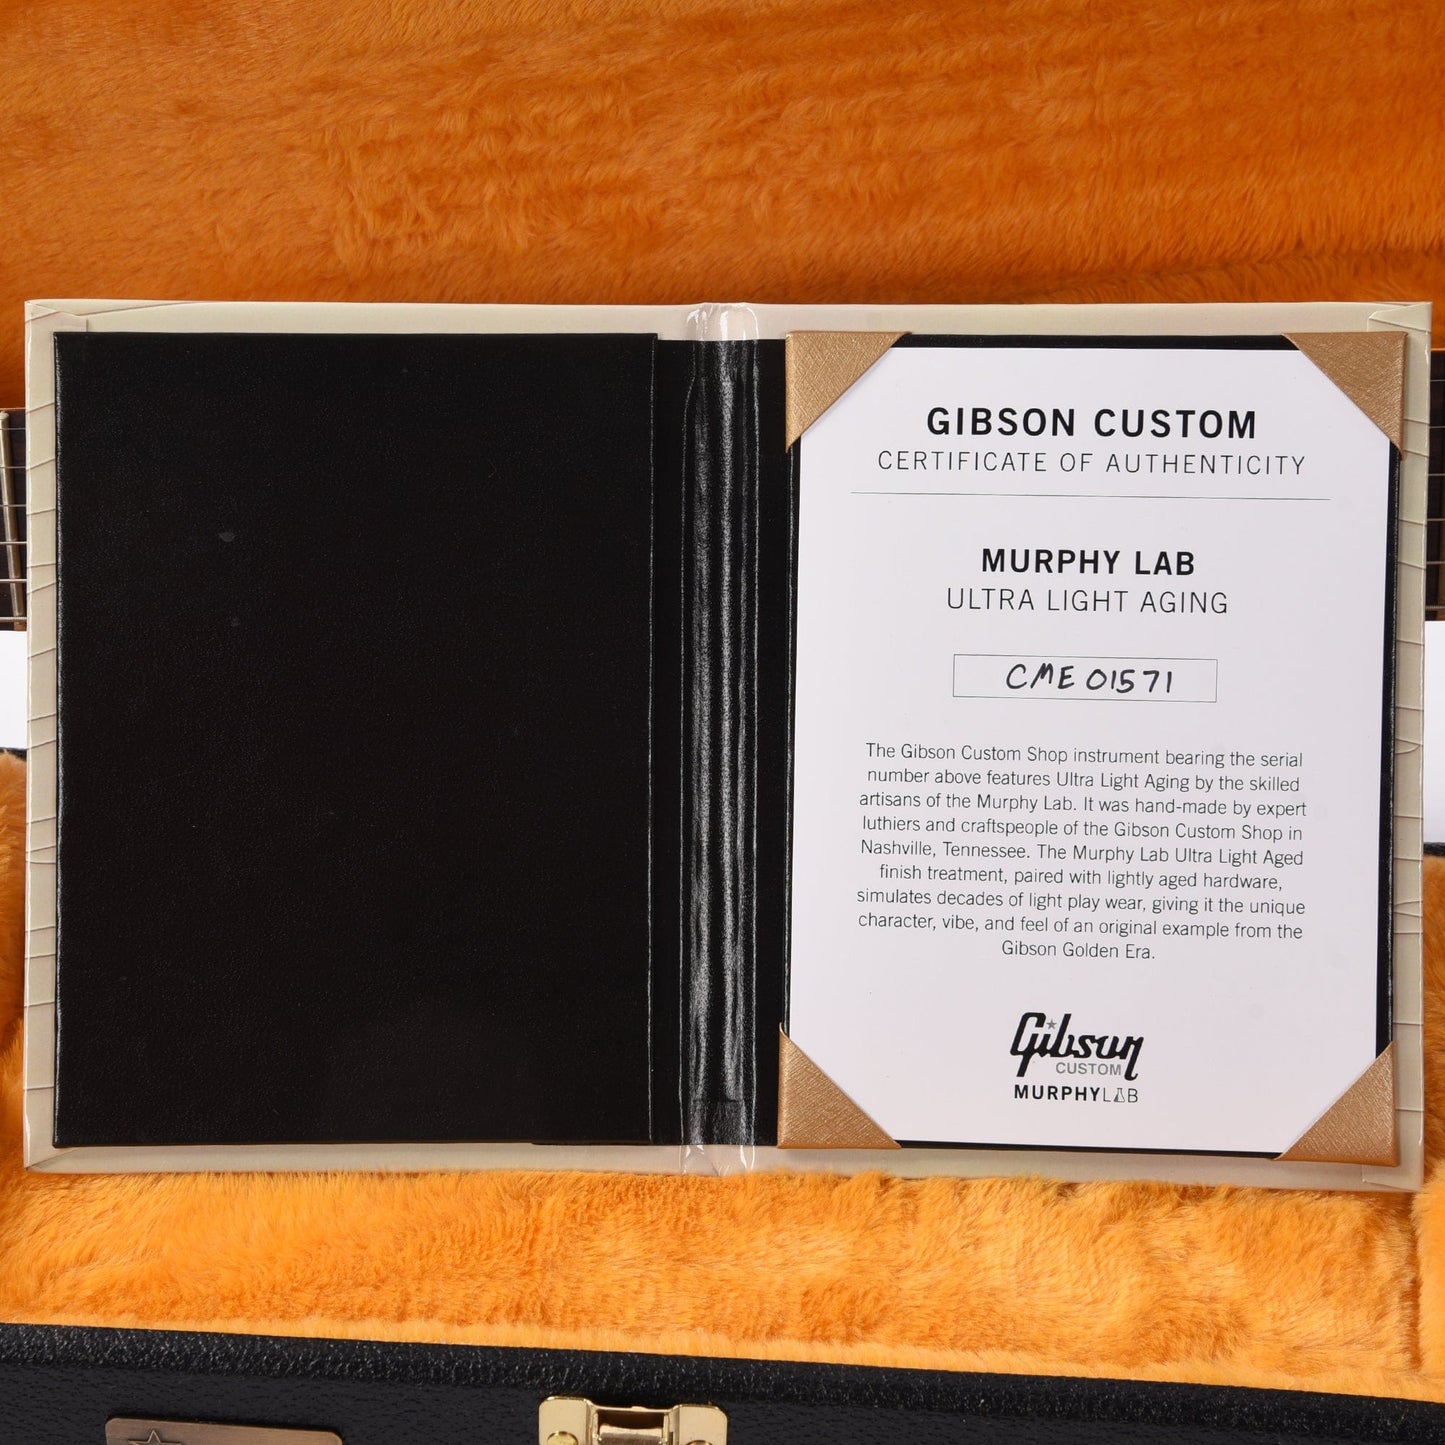 GIBSON CUSTOM
CERTIFICATE OF AUTHENTICITY
MURPHY LAB
ULTRA LIGHT AGING
CME 01571
The Gibson Custom Shop instrument bearing the serial
number above features Ultra Light Aging by the skilled
artisans of the Murphy Lab. It was hand-made by expert
luthiers and craftspeople of the Gibson Custom Shop in
Nashville, Tennessee. The Murphy Lab Ultra Light Aged
finish treatment, paired with lightly aged hardware,
simulates decades of light play wear, giving it the unique
character, vibe, and feel of an original example from the
Gibson Golden Era.
Gibson
CUSTOM
MURPHYLAB